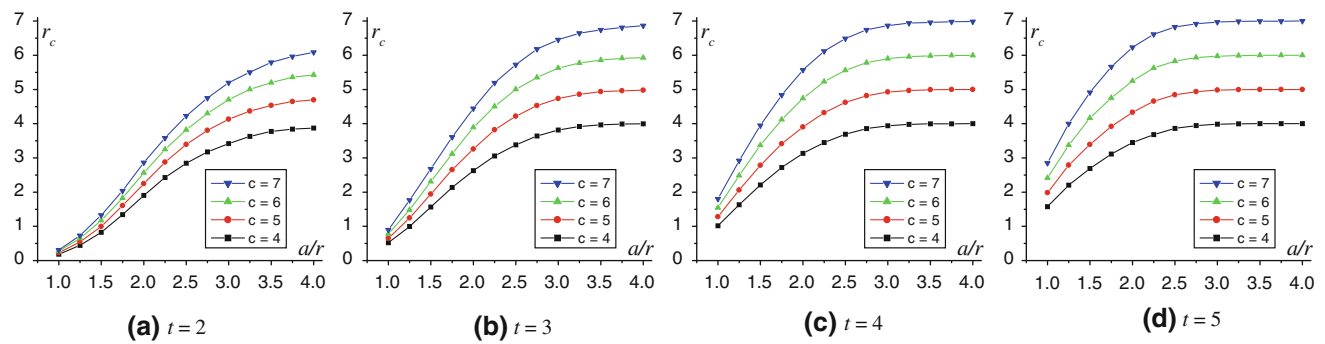 7
6
5
4
3
2
1
0
r_c
c = 7
c = 6
c = 5
c = 4
a/r
1.0 1.5 2.0 2.5 3.0 3.5 4.0
(a) t = 2
7
6
5
4
3
2
1
0
r_c
c = 7
c = 6
c = 5
c = 4
a/r
1.0 1.5 2.0 2.5 3.0 3.5 4.0
(b) t = 3
7
6
5
4
3
2
1
0
r_c
c = 7
c = 6
c = 5
c = 4
a/r
1.0 1.5 2.0 2.5 3.0 3.5 4.0
(c) t = 4
7
6
5
4
3
2
1
0
r_c
c = 7
c = 6
c = 5
c = 4
a/r
1.0 1.5 2.0 2.5 3.0 3.5 4.0
(d) t = 5